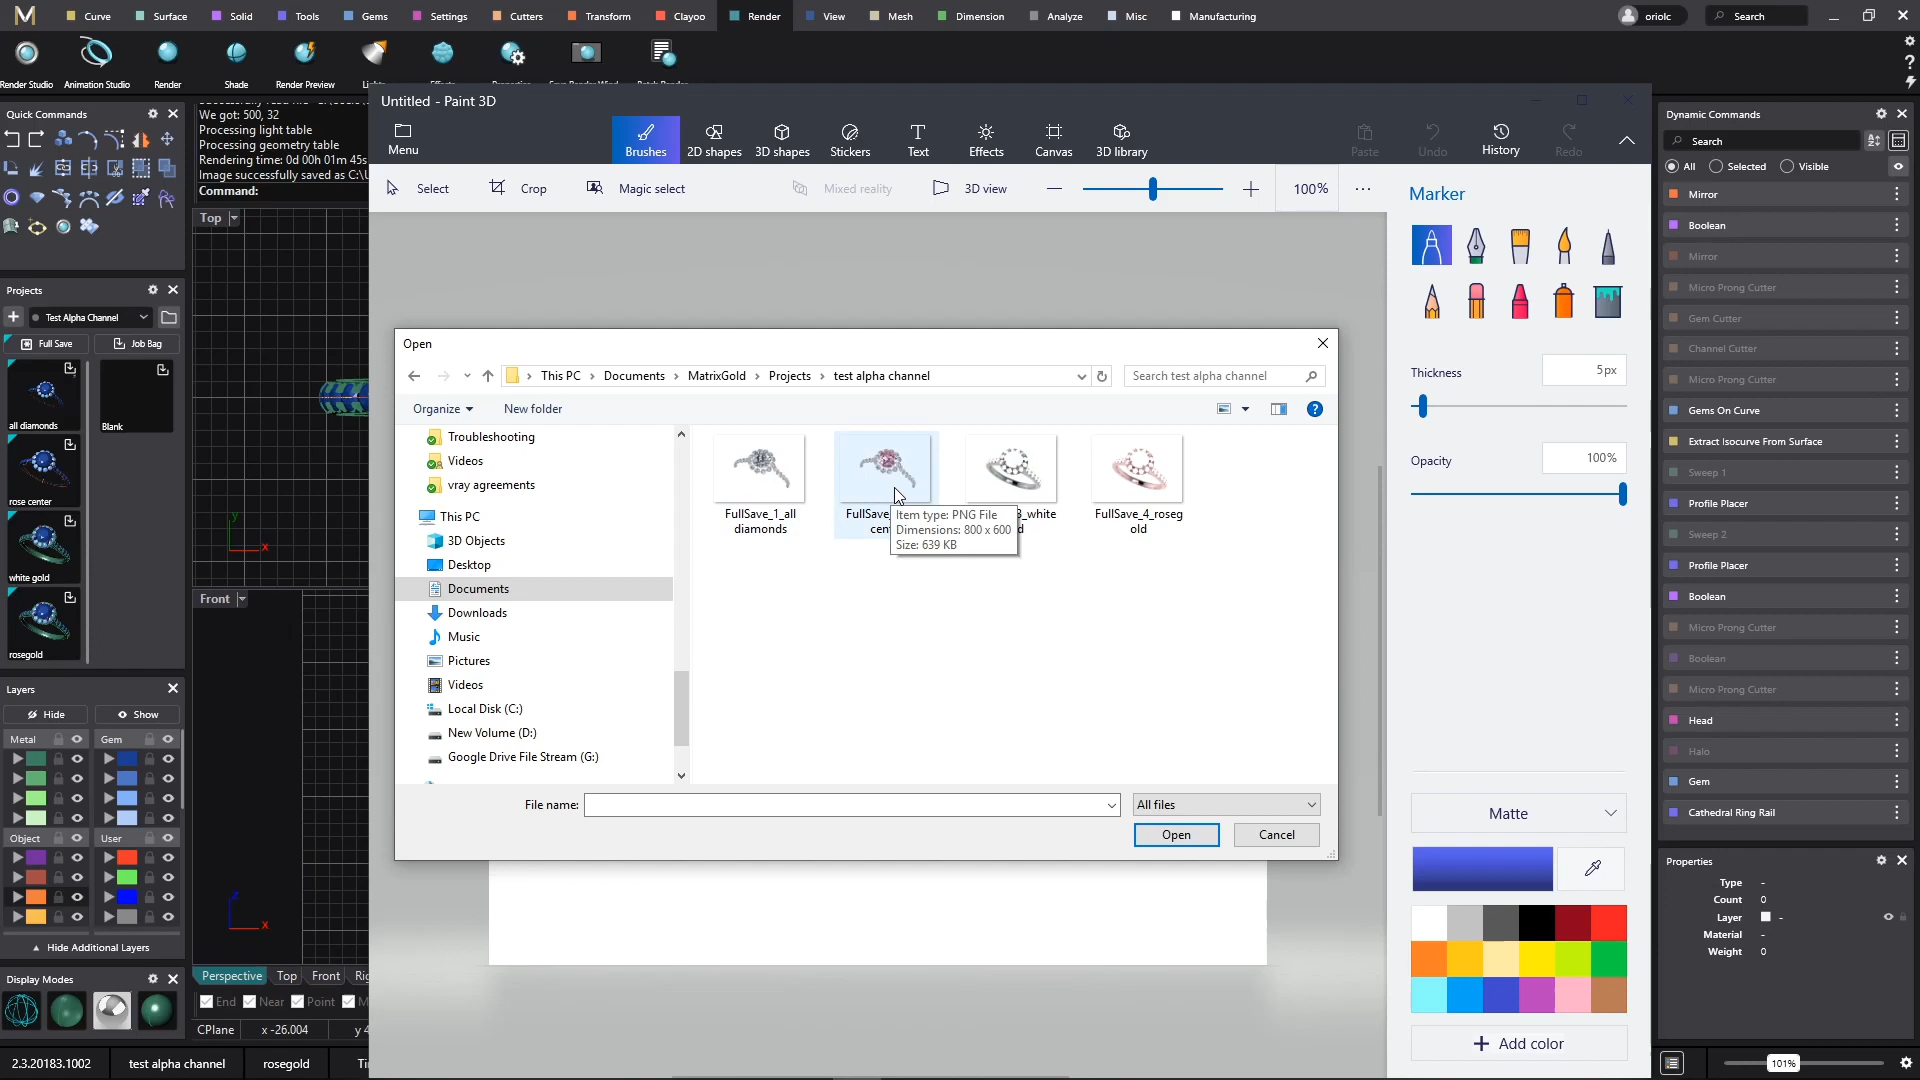 Curve Surface Solid Tools Gems Settings Cutters Transform Clayoo Render View Mesh Dimension Analyze Misc Manufacturing oriolc Search
Render Studio Animation Studio Render Shade Render Preview
Quick Commands
We got: 500, 32
Processing light table
Processing geometry table
Rendering time: 0d 00h 01m 45s
Image successfully saved as C:\U
Command:
Top
Front
Projects
Test Alpha Channel
Full Save Job Bag
all diamonds
Blank
rose center
white gold
rosegold
Layers
Hide Show
Metal Gem
Object User
Hide Additional Layers
Display Modes
Perspective Top Front
End Near Point
CPlane x -26.004
2.3.20183.1002 test alpha channel rosegold
Untitled - Paint 3D
Menu Brushes 2D shapes 3D shapes Stickers Text Effects Canvas 3D library Paste Undo History Redo
Select Crop Magic select Mixed reality 3D view 100%
Marker
Thickness 5px
Opacity 100%
Matte
Add color
Open
This PC Documents MatrixGold Projects test alpha channel
Search test alpha channel
Organize New folder
Troubleshooting
Videos
vray agreements
This PC
3D Objects
Desktop
Documents
Downloads
Music
Pictures
Videos
Local Disk (C:)
New Volume (D:)
Google Drive File Stream (G:)
FullSave_1_all
diamonds
FullSave_
cen
3_white
d
FullSave_4_roseg
old
Item type: PNG File
Dimensions: 800 x 600
Size: 639 KB
File name:
All files
Open Cancel
Dynamic Commands
Search
All Selected Visible
Mirror
Boolean
Mirror
Micro Prong Cutter
Gem Cutter
Channel Cutter
Micro Prong Cutter
Gems On Curve
Extract Isocurve From Surface
Sweep 1
Profile Placer
Sweep 2
Profile Placer
Boolean
Micro Prong Cutter
Boolean
Micro Prong Cutter
Head
Halo
Gem
Cathedral Ring Rail
Properties
Type -
Count 0
Layer -
Material -
Weight 0
101%